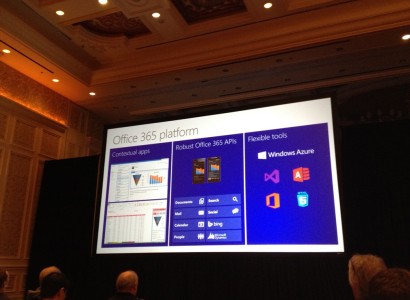 Office 365 platform
Contextual apps
Robust Office 365 APIs
Documents
Search
Mail
Social
Calendar
bing
People
Microsoft
Flexible tools
Windows Azure